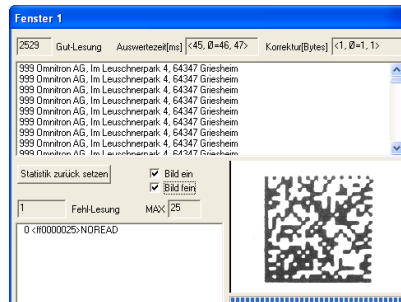 Fenster 1
2529 Gut-Lesung Auswertezeit[ms] <45, Ø=46, 47> Korrektur[Bytes] <1, Ø=1, 1>
999 Omnitron AG, Im Leuschnerpark 4, 64347 Griesheim
999 Omnitron AG, Im Leuschnerpark 4, 64347 Griesheim
999 Omnitron AG, Im Leuschnerpark 4, 64347 Griesheim
999 Omnitron AG, Im Leuschnerpark 4, 64347 Griesheim
999 Omnitron AG, Im Leuschnerpark 4, 64347 Griesheim
999 Omnitron AG, Im Leuschnerpark 4, 64347 Griesheim
999 Omnitron AG, Im Leuschnerpark 4, 64347 Griesheim
999 Omnitron AG, Im Leuschnerpark 4, 64347 Griesheim
Statistik zurück setzen
Bild ein
Bild fein
1 Fehl-Lesung MAX 25
0 <ff0000025>NOREAD